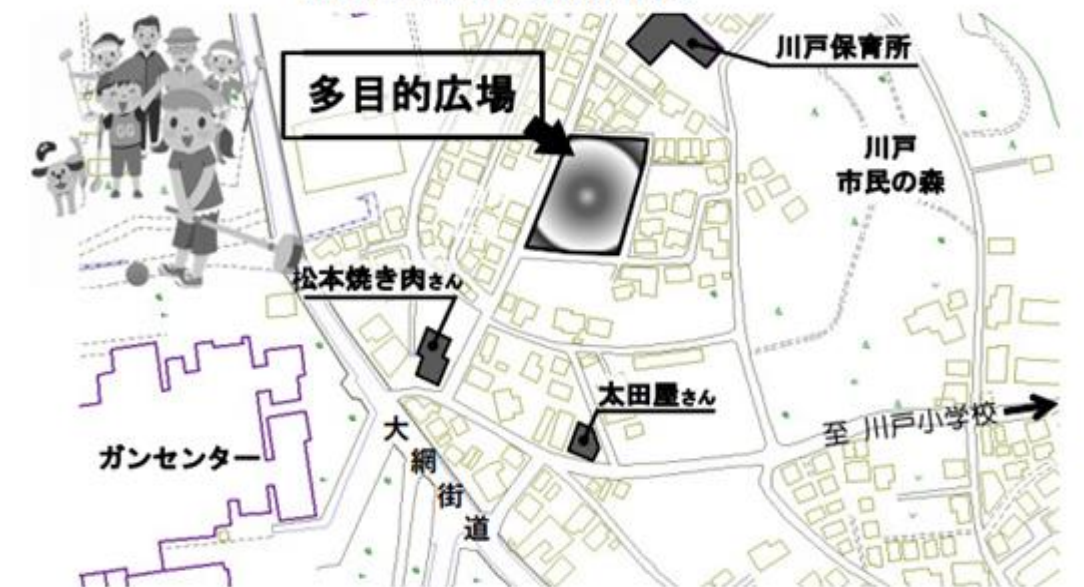 川戸保育所
多目的広場
川戸
市民の森
松本焼き肉さん
太田屋さん
至 川戸小学校
ガンセンター
大網街道